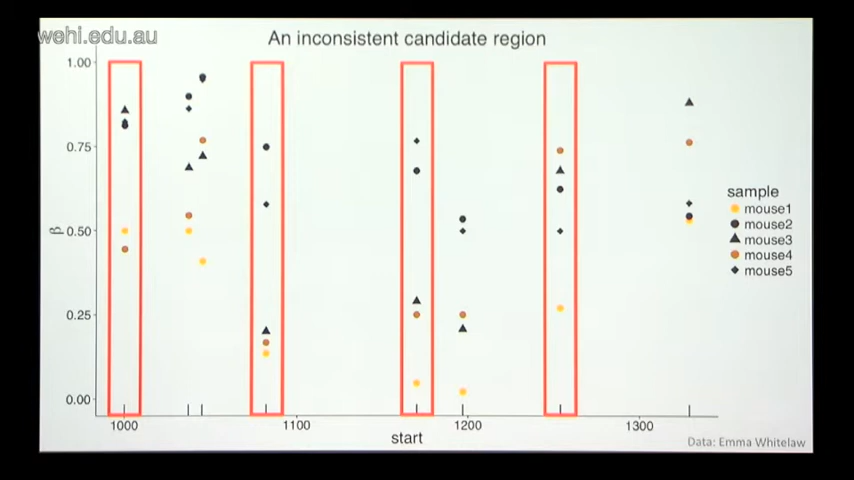 wehi.edu.au
An inconsistent candidate region
1.00
0.75
0.50
0.25
0.00
β
1000
1100
1200
1300
start
sample
mouse1
mouse2
mouse3
mouse4
mouse5
Data: Emma Whitelaw